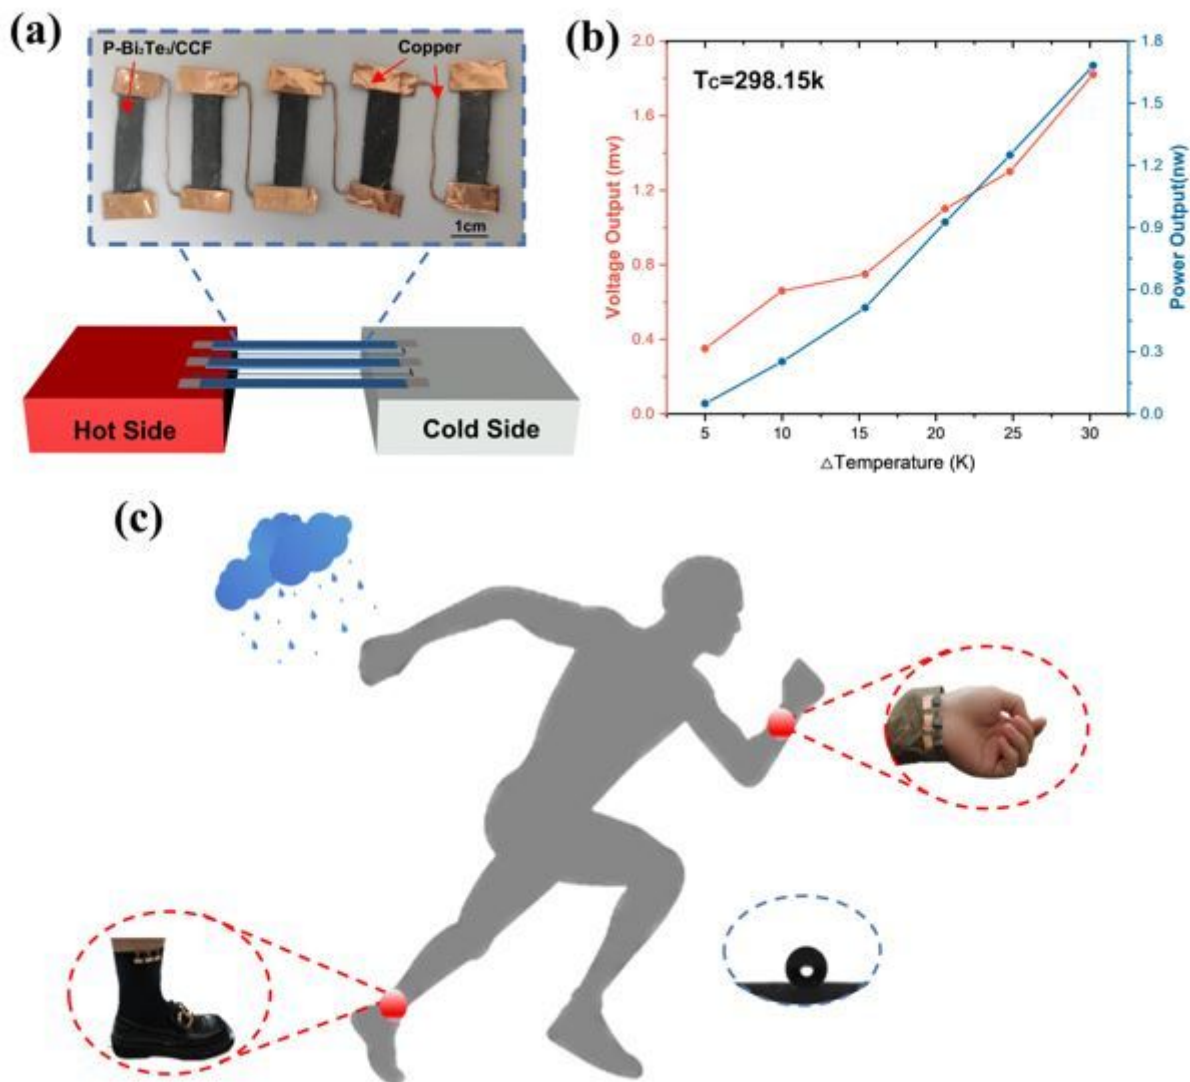 (a)
P-Bi₂Te₃/CCF
Copper
1cm
Hot Side
Cold Side
(b)
Tc=298.15k
Voltage Output (mv)
2.0
1.6
1.2
0.8
0.4
0.0
Power Output(nw)
1.8
1.5
1.2
0.9
0.6
0.3
0.0
5 10 15 20 25 30
△Temperature (K)
(c)